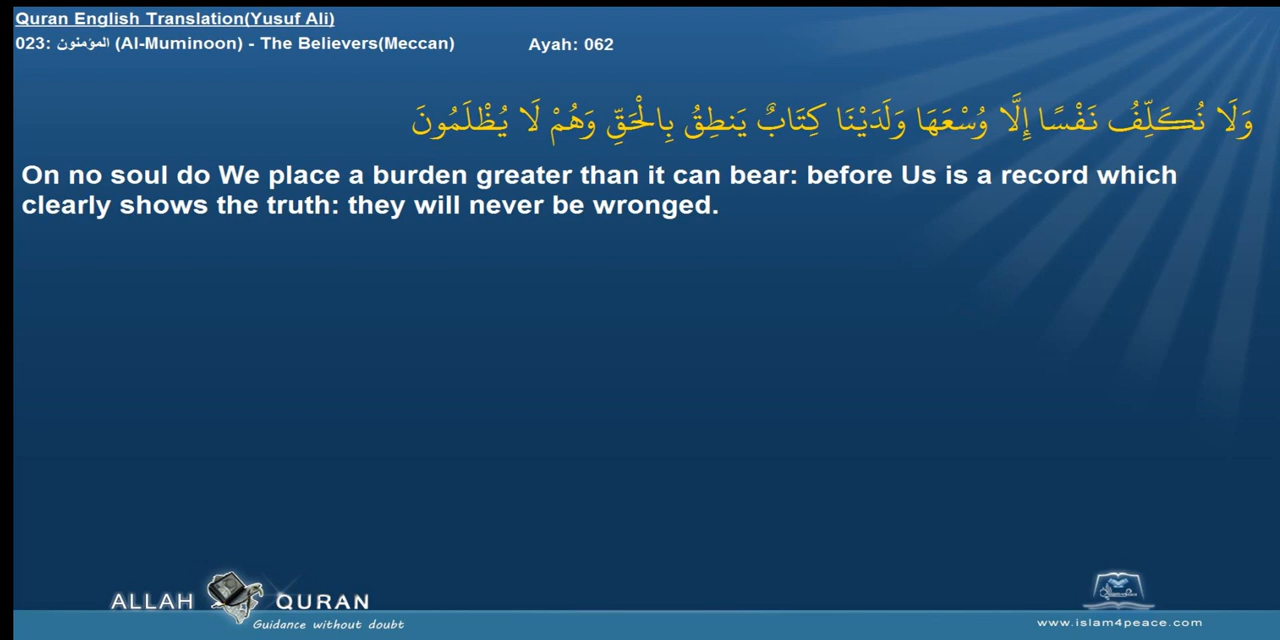 Quran English Translation(Yusuf Ali)
023: المؤمنون (Al-Muminoon) - The Believers(Meccan) Ayah: 062
وَلَا نُكَلِّفُ نَفْسًا إِلَّا وُسْعَهَا وَلَدَيْنَا كِتَابٌ يَنطِقُ بِالْحَقِّ وَهُمْ لَا يُظْلَمُونَ
On no soul do We place a burden greater than it can bear: before Us is a record which
clearly shows the truth: they will never be wronged.
ALLAH QURAN
Guidance without doubt
www.islam4peace.com